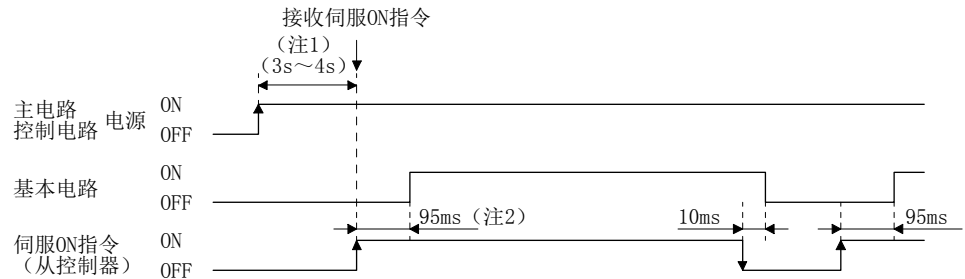 接收伺服ON指令
（注1）
（3s～4s）
主电路
控制电路 电源
ON
OFF
基本电路
ON
OFF
95ms（注2）
10ms
95ms
伺服ON指令
（从控制器）
ON
OFF